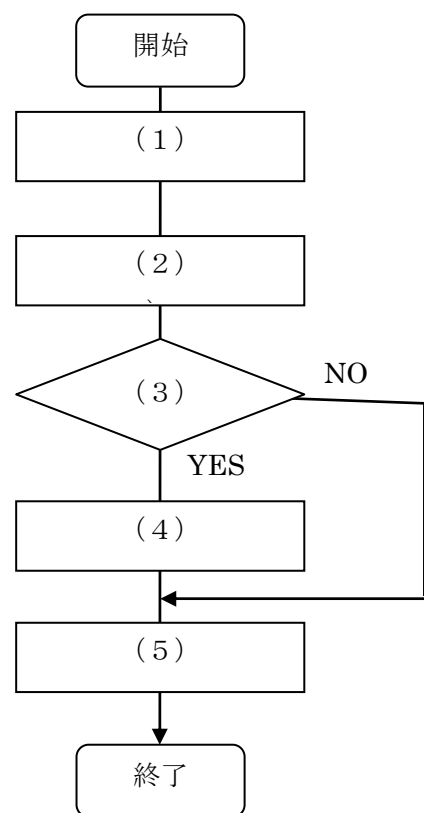 開始
（１）
（２）
、
（３）
NO
YES
（４）
（５）
終了